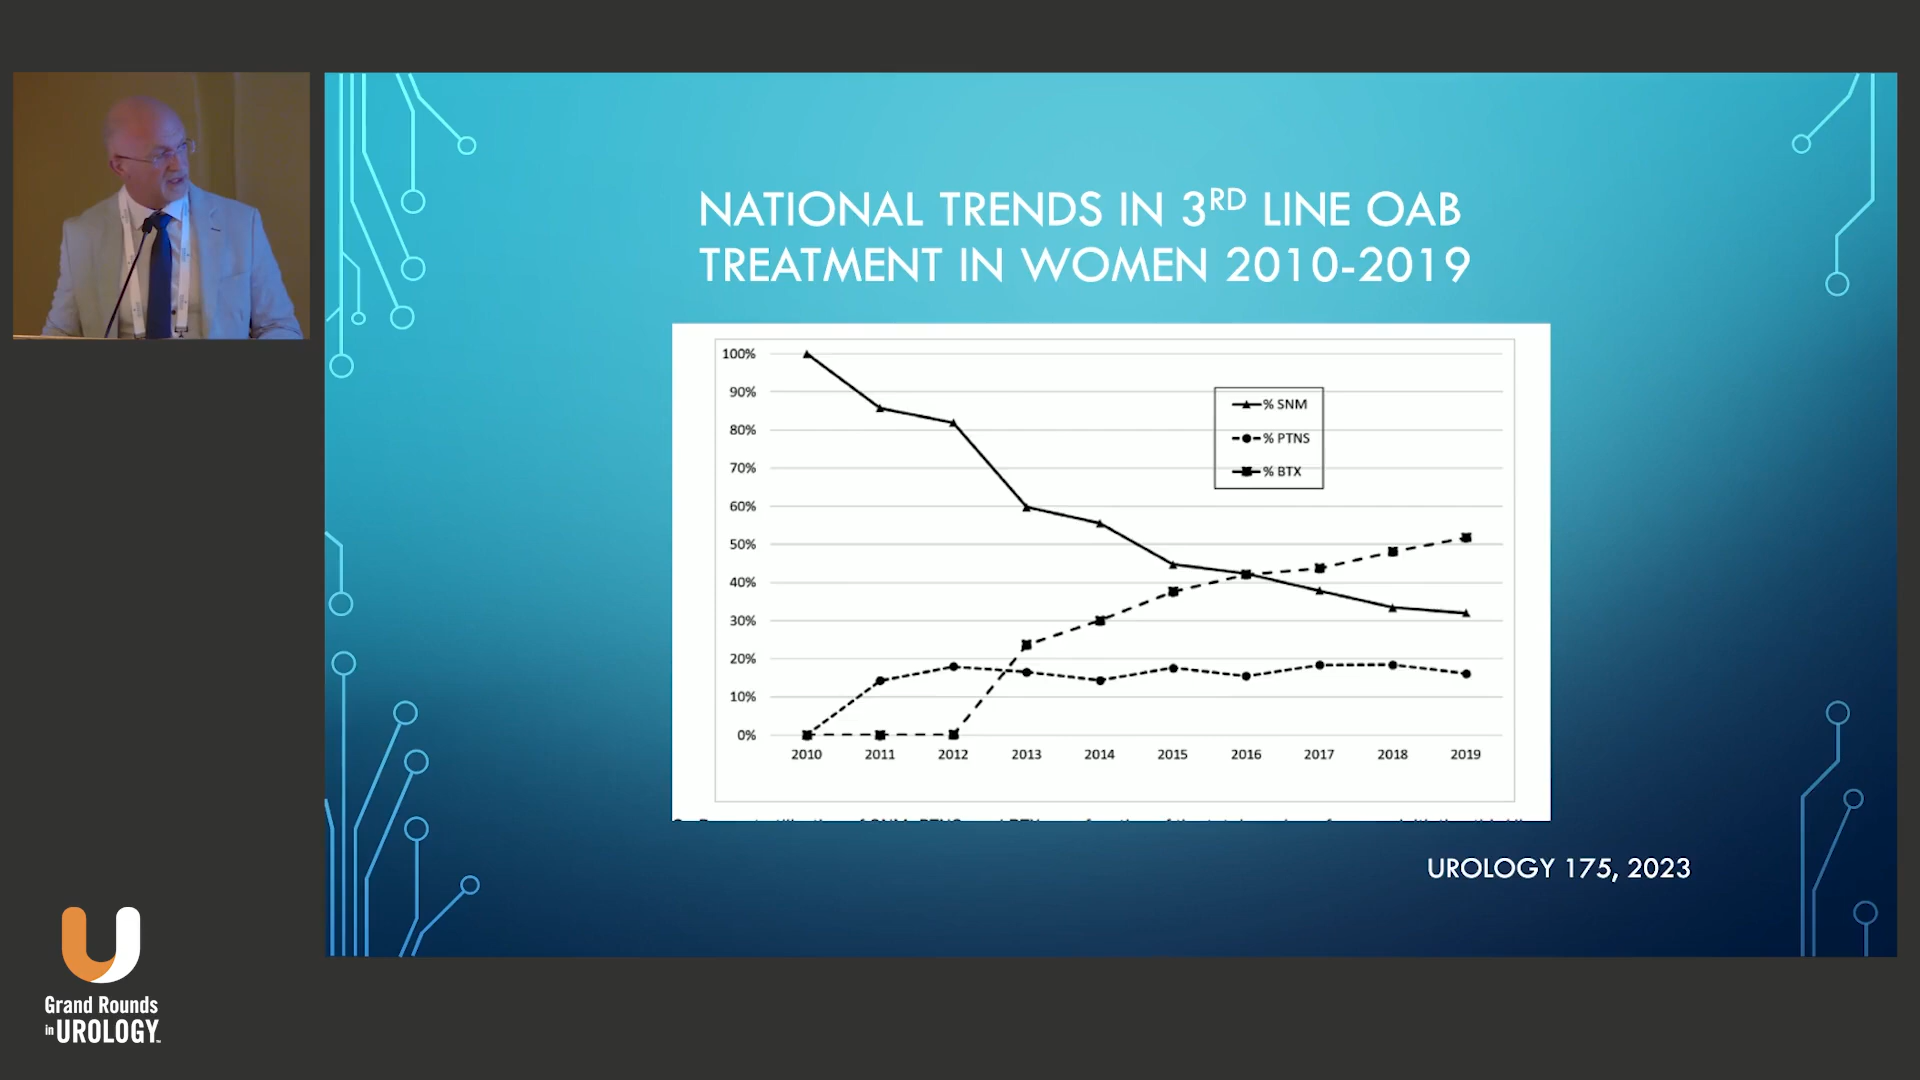 NATIONAL TRENDS IN 3RD LINE OAB
TREATMENT IN WOMEN 2010-2019
100%
90%
80%
70%
60%
50%
40%
30%
20%
10%
0%
% SNM
% PTNS
% BTX
2010 2011 2012 2013 2014 2015 2016 2017 2018 2019
UROLOGY 175, 2023
U
Grand Rounds
in UROLOGY™